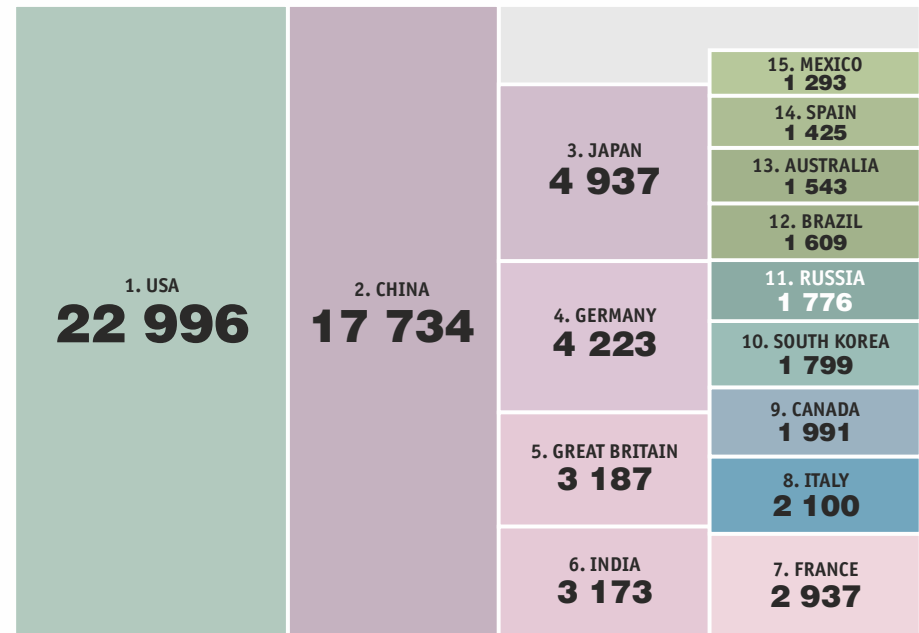 1. USA
22 996
2. CHINA
17 734
3. JAPAN
4 937
4. GERMANY
4 223
5. GREAT BRITAIN
3 187
6. INDIA
3 173
15. MEXICO
1 293
14. SPAIN
1 425
13. AUSTRALIA
1 543
12. BRAZIL
1 609
11. RUSSIA
1 776
10. SOUTH KOREA
1 799
9. CANADA
1 991
8. ITALY
2 100
7. FRANCE
2 937